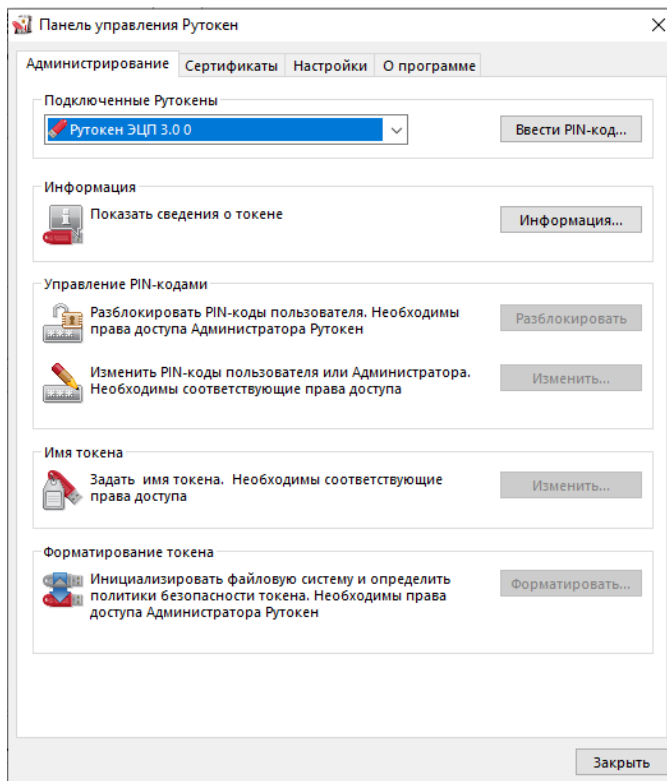 Панель управления Рутокен
Администрирование Сертификаты Настройки О программе
Подключенные Рутокены
Рутокен ЭЦП 3.0 0
Ввести PIN-код...
Информация
Показать сведения о токене
Информация...
Управление PIN-кодами
Разблокировать PIN-коды пользователя. Необходимы
права доступа Администратора Рутокен
Разблокировать
Изменить PIN-коды пользователя или Администратора.
Необходимы соответствующие права доступа
Изменить...
Имя токена
Задать имя токена. Необходимы соответствующие
права доступа
Изменить...
Форматирование токена
Инициализировать файловую систему и определить
политики безопасности токена. Необходимы права
доступа Администратора Рутокен
Форматировать...
Закрыть